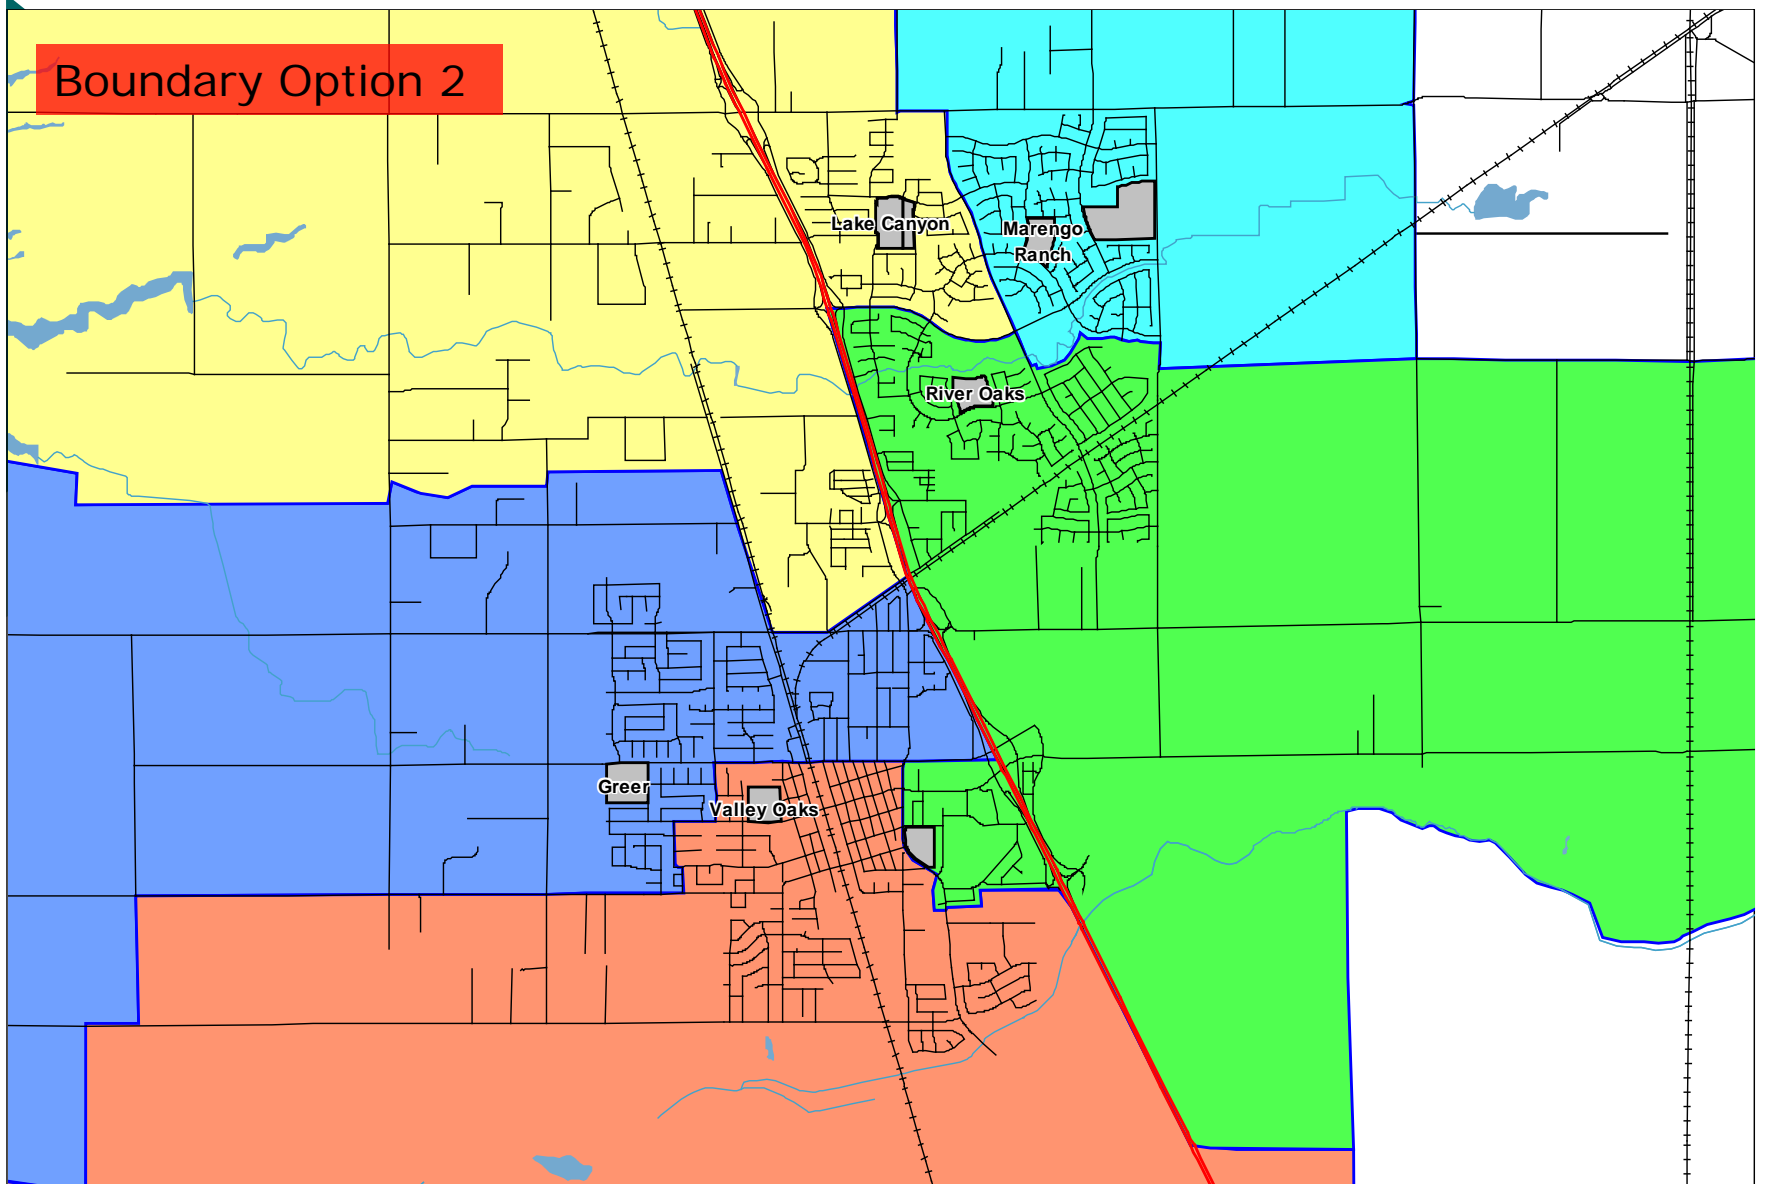 Boundary Option 2
Lake Canyon
Marengo
Ranch
River Oaks
Greer
Valley Oaks